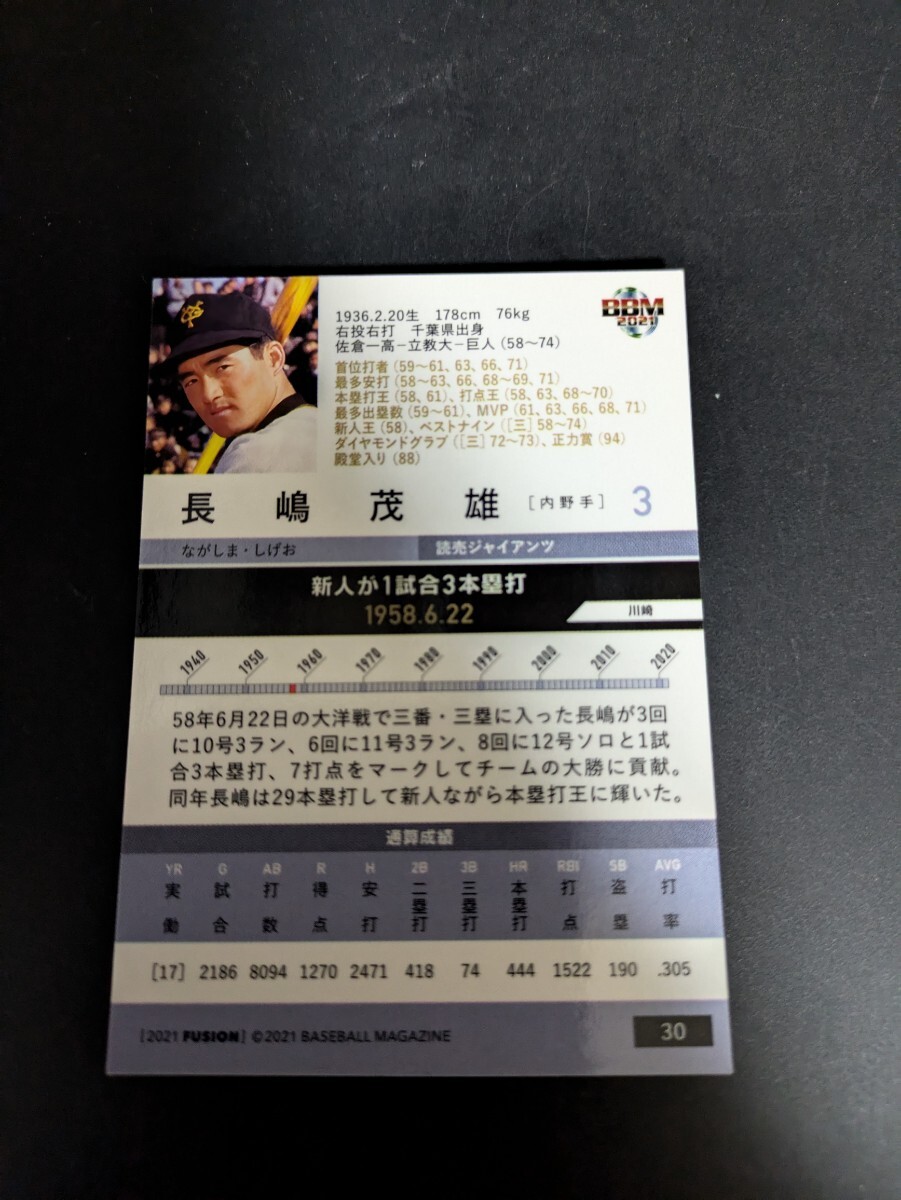 1936.2.20生 178cm 76kg
右投右打 千葉県出身
佐倉一高−立教大−巨人(58〜74)
首位打者(59〜61、63、66、71)
最多安打(58〜63、66、68〜69、71)
本塁打王(58、61)、打点王(58、63、68〜70)
最多出塁数(59〜61)、MVP(61、63、66、68、71)
新人王(58)、ベストナイン([三]58〜74)
ダイヤモンドグラブ([三]72〜73)、正力賞(94)
殿堂入り(88)
BBM
2021
長嶋茂雄 [内野手] 3
ながしま・しげお 読売ジャイアンツ
新人が1試合3本塁打
1958.6.22
川崎
1940 1950 1960 1970 1980 1990 2000 2010 2020
58年6月22日の大洋戦で三番・三塁に入った長嶋が3回
に10号3ラン、6回に11号3ラン、8回に12号ソロと1試
合3本塁打、7打点をマークしてチームの大勝に貢献。
同年長嶋は29本塁打して新人ながら本塁打王に輝いた。
通算成績
YR G AB R H 2B 3B HR RBI SB AVG
実働 試合 打数 得点 安打 二塁打 三塁打 本塁打 打点 盗塁 打率
[17] 2186 8094 1270 2471 418 74 444 1522 190 .305
[2021 FUSION] ©2021 BASEBALL MAGAZINE
30